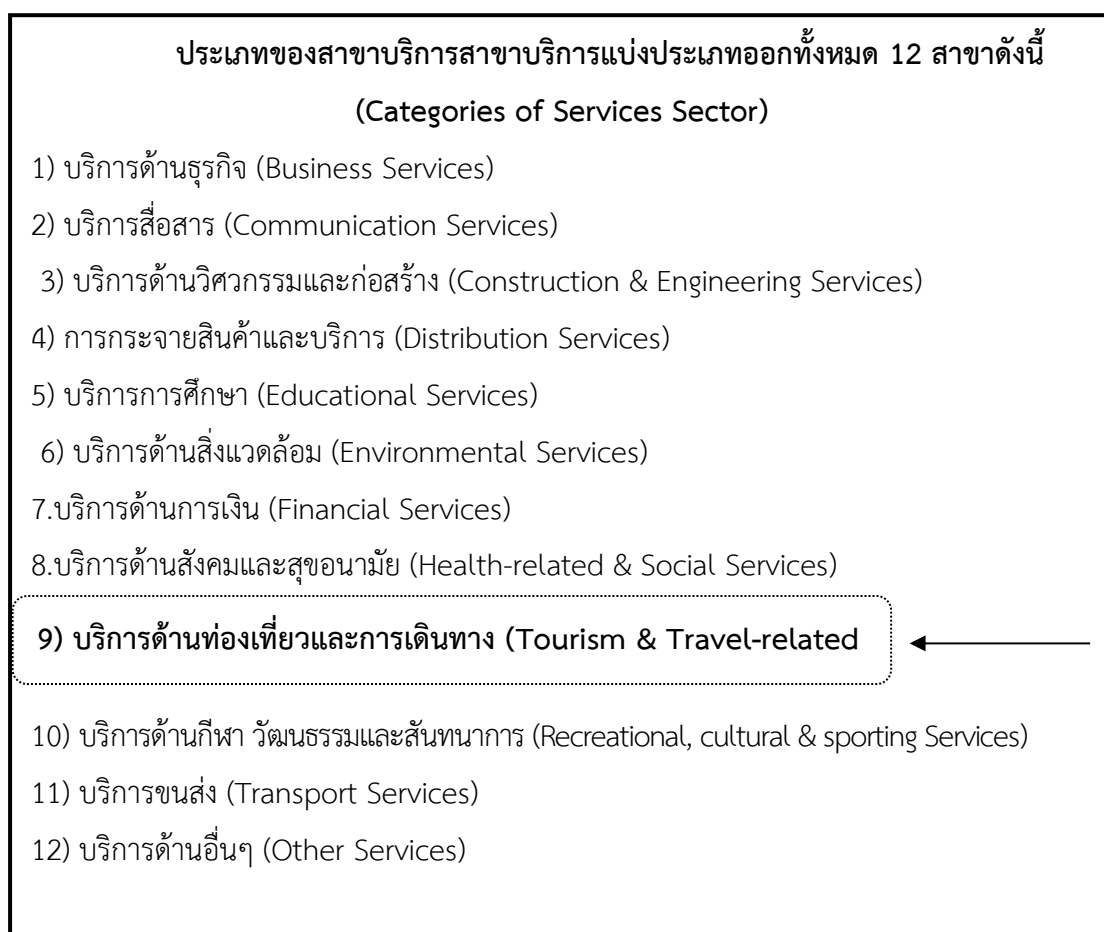 ประเภทของสาขาบริการสาขาบริการแบ่งประเภทออกทั้งหมด 12 สาขาดังนี้
(Categories of Services Sector)
1) บริการด้านธุรกิจ (Business Services)
2) บริการสื่อสาร (Communication Services)
3) บริการด้านวิศวกรรมและก่อสร้าง (Construction & Engineering Services)
4) การกระจายสินค้าและบริการ (Distribution Services)
5) บริการการศึกษา (Educational Services)
6) บริการด้านสิ่งแวดล้อม (Environmental Services)
7.บริการด้านการเงิน (Financial Services)
8.บริการด้านสังคมและสุขอนามัย (Health-related & Social Services)
9) บริการด้านท่องเที่ยวและการเดินทาง (Tourism & Travel-related
10) บริการด้านกีฬา วัฒนธรรมและสันทนาการ (Recreational, cultural & sporting Services)
11) บริการขนส่ง (Transport Services)
12) บริการด้านอื่นๆ (Other Services)